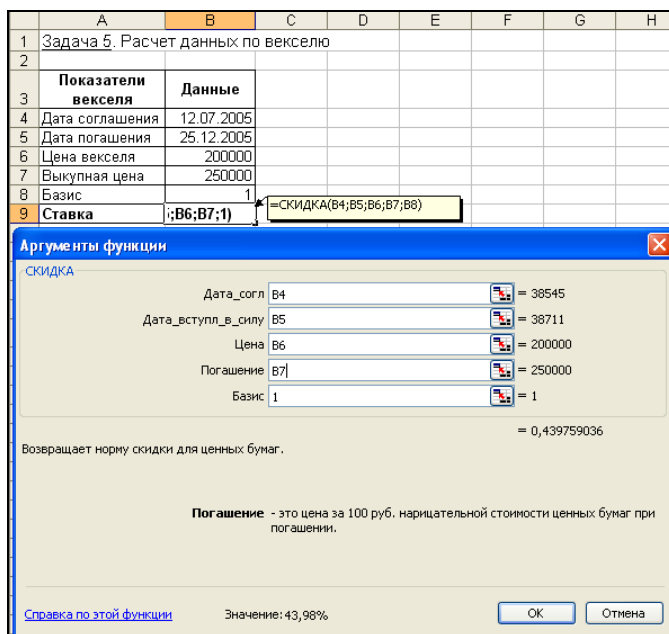 A B C D E F G H
1 Задача 5. Расчет данных по векселю
2
3 Показатели векселя Данные
4 Дата соглашения 12.07.2005
5 Дата погашения 25.12.2005
6 Цена векселя 200000
7 Выкупная цена 250000
8 Базис 1
9 Ставка ;B6;B7;1)
=СКИДКА(B4;B5;B6;B7;B8)
Аргументы функции
СКИДКА
Дата_согл B4 = 38545
Дата_вступл_в_силу B5 = 38711
Цена B6 = 200000
Погашение B7 = 250000
Базис 1 = 1
= 0,439759036
Возвращает норму скидки для ценных бумаг.
Погашение - это цена за 100 руб. нарицательной стоимости ценных бумаг при
погашении.
Справка по этой функции Значение:43,98% ОК Отмена